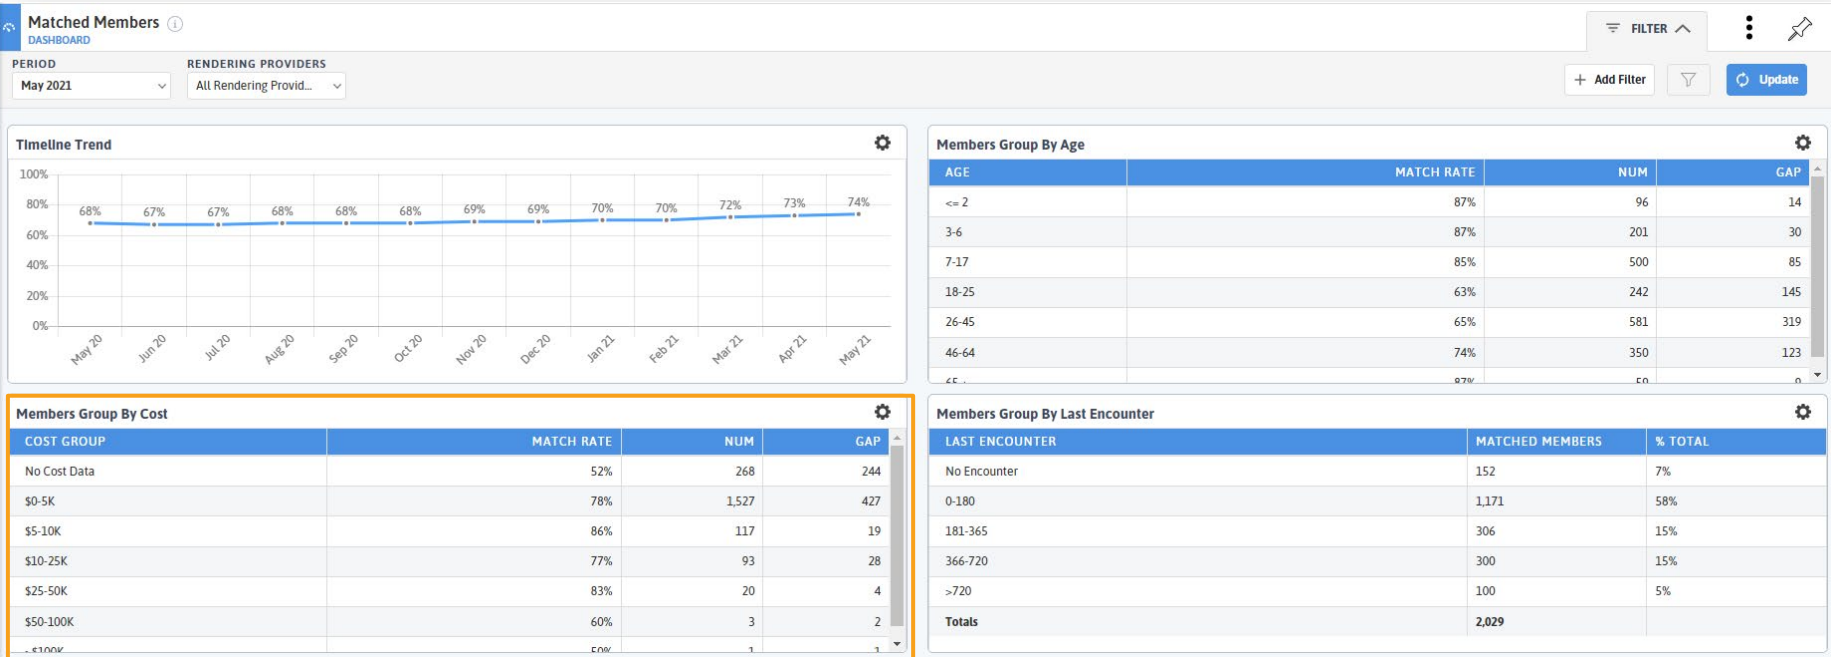 Matched Members
DASHBOARD
FILTER
PERIOD
RENDERING PROVIDERS
May 2021
All Rendering Provid...
Add Filter
Update
Timeline Trend
100%
80%
60%
40%
20%
0%
68% 67% 67% 68% 68% 68% 69% 69% 70% 70% 72% 73% 74%
May 20 Jun 20 Jul 20 Aug 20 Sep 20 Oct 20 Nov 20 Dec 20 Jan 21 Feb 21 Mar 21 Apr 21 May 21
Members Group By Age
AGE MATCH RATE NUM GAP
<= 2 87% 96 14
3-6 87% 201 30
7-17 85% 500 85
18-25 63% 242 145
26-45 65% 581 319
46-64 74% 350 123
87% 59 9
Members Group By Cost
COST GROUP MATCH RATE NUM GAP
No Cost Data 52% 268 244
$0-5K 78% 1,527 427
$5-10K 86% 117 19
$10-25K 77% 93 28
$25-50K 83% 20 4
$50-100K 60% 3 2
$100K 50% 1 1
Members Group By Last Encounter
LAST ENCOUNTER MATCHED MEMBERS % TOTAL
No Encounter 152 7%
0-180 1,171 58%
181-365 306 15%
366-720 300 15%
>720 100 5%
Totals 2,029